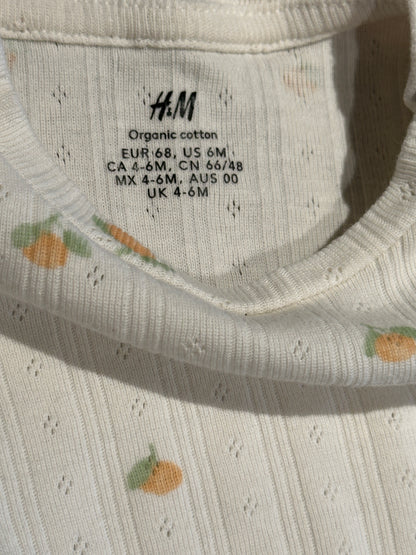 H&M
Organic cotton
EUR 68, US 6M
CA 4-6M, CN 66/48
MX 4-6M, AUS 00
UK 4-6M